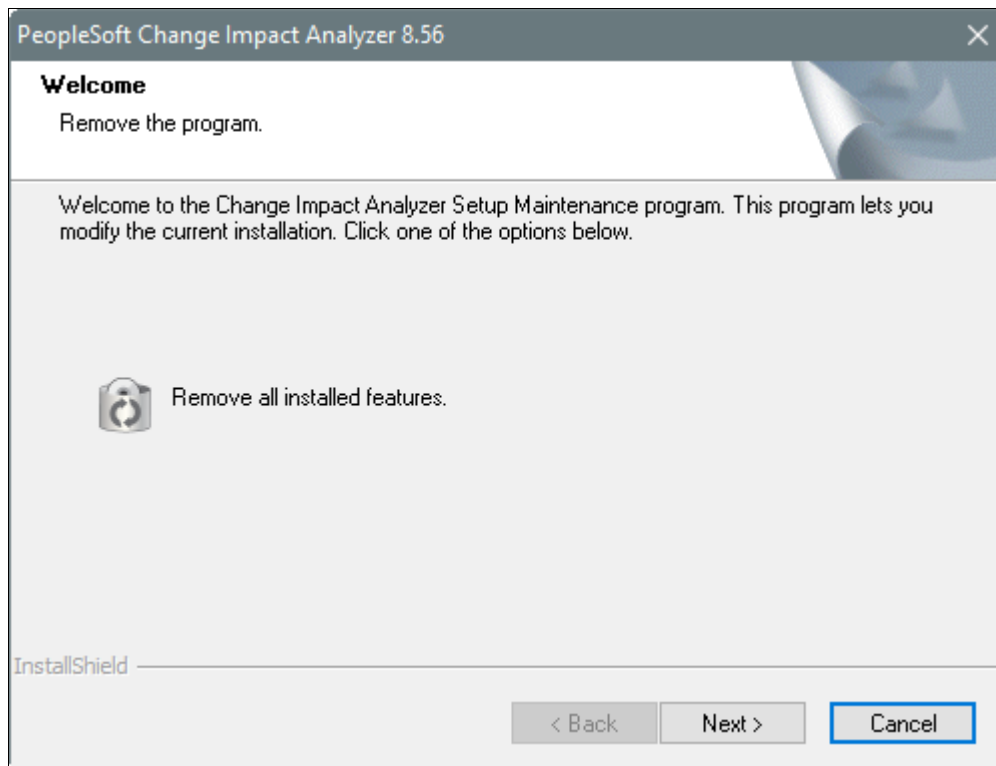 PeopleSoft Change Impact Analyzer 8.56
Welcome
Remove the program.
Welcome to the Change Impact Analyzer Setup Maintenance program. This program lets you
modify the current installation. Click one of the options below.
Remove all installed features.
InstallShield
< Back
Next >
Cancel